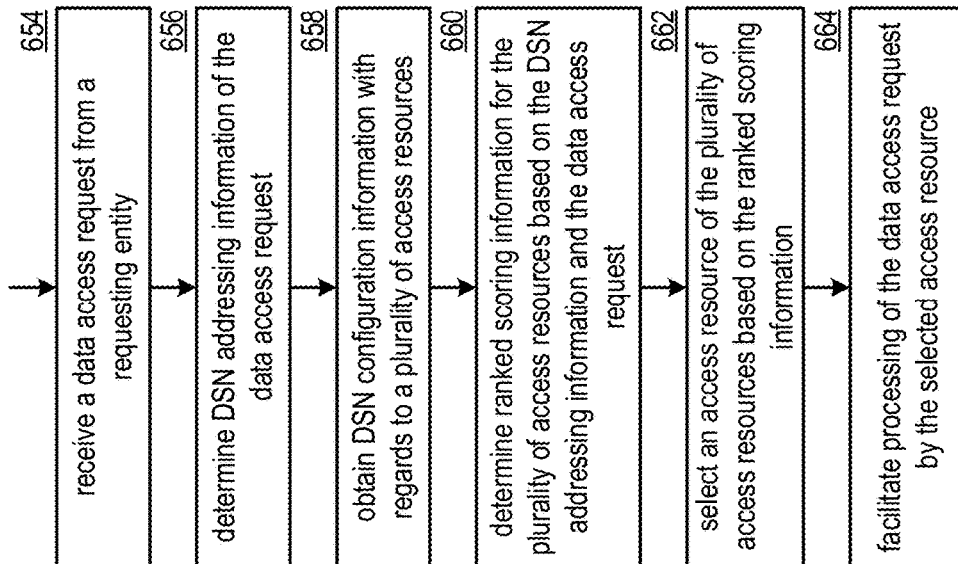 654
receive a data access request from a
requesting entity
656
determine DSN addressing information of the
data access request
658
obtain DSN configuration information with
regards to a plurality of access resources
660
determine ranked scoring information for the
plurality of access resources based on the DSN
addressing information and the data access
request
662
select an access resource of the plurality of
access resources based on the ranked scoring
information
664
facilitate processing of the data access request
by the selected access resource